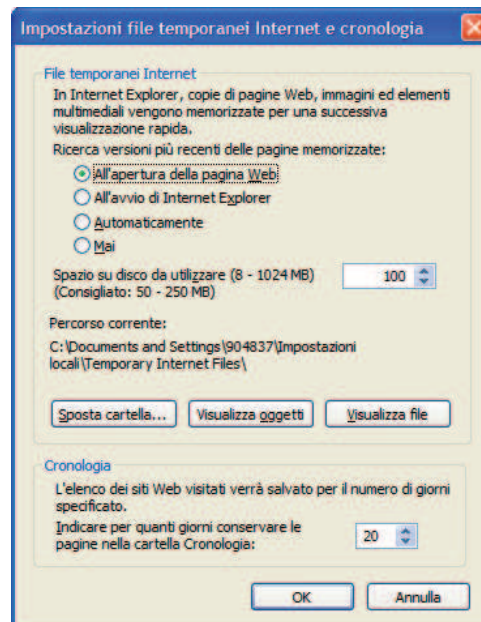 Impostazioni file temporanei Internet e cronologia
File temporanei Internet
In Internet Explorer, copie di pagine Web, immagini ed elementi
multimediali vengono memorizzate per una successiva
visualizzazione rapida.
Ricerca versioni più recenti delle pagine memorizzate:
All'apertura della pagina Web
All'avvio di Internet Explorer
Automaticamente
Mai
Spazio su disco da utilizzare (8 - 1024 MB) 100
(Consigliato: 50 - 250 MB)
Percorso corrente:
C:\Documents and Settings\904837\Impostazioni
locali\Temporary Internet Files\
Sposta cartella... Visualizza oggetti Visualizza file
Cronologia
L'elenco dei siti Web visitati verrà salvato per il numero di giorni
specificato.
Indicare per quanti giorni conservare le
pagine nella cartella Cronologia: 20
OK Annulla